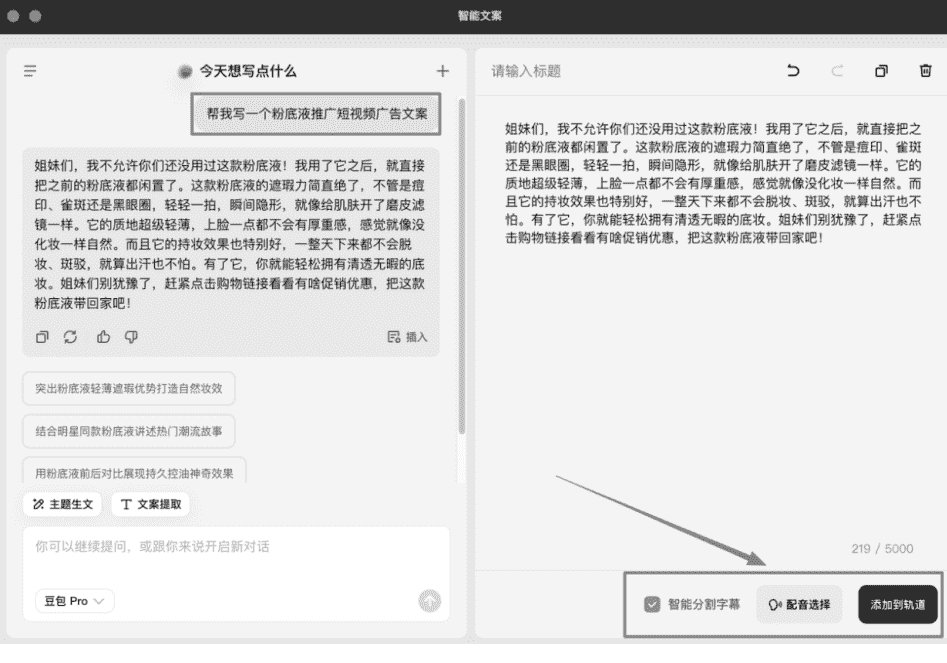 智能文案
今天想写点什么
帮我写一个粉底液推广短视频广告文案
姐妹们，我不允许你们还没用过这款粉底液！我用了它之后，就直接
把之前的粉底液都闲置了。这款粉底液的遮瑕力简直绝了，不管是痘
印、雀斑还是黑眼圈，轻轻一拍，瞬间隐形，就像给肌肤开了磨皮滤
镜一样。它的质地超级轻薄，上脸一点都不会有厚重感，感觉就像没
化妆一样自然。而且它的持妆效果也特别好，一整天下来都不会脱
妆、斑驳，就算出汗也不怕。有了它，你就能轻松拥有清透无暇的底
妆。姐妹们别犹豫了，赶紧点击购物链接看看有啥促销优惠，把这款
粉底液带回家吧！
插入
突出粉底液轻薄遮瑕优势打造自然妆效
结合明星同款粉底液讲述热门潮流故事
用粉底液前后对比展现持久控油神奇效果
主题生文
文案提取
你可以继续提问，或跟你来说开启新对话
豆包 Pro
请输入标题
姐妹们，我不允许你们还没用过这款粉底液！我用了它之后，就直接把之
前的粉底液都闲置了。这款粉底液的遮瑕力简直绝了，不管是痘印、雀斑
还是黑眼圈，轻轻一拍，瞬间隐形，就像给肌肤开了磨皮滤镜一样。它的
质地超级轻薄，上脸一点都不会有厚重感，感觉就像没化妆一样自然。而
且它的持妆效果也特别好，一整天下来都不会脱妆、斑驳，就算出汗也不
怕。有了它，你就能轻松拥有清透无暇的底妆。姐妹们别犹豫了，赶紧点
击购物链接看看有啥促销优惠，把这款粉底液带回家吧！
219 / 5000
智能分割字幕
配音选择
添加到轨道